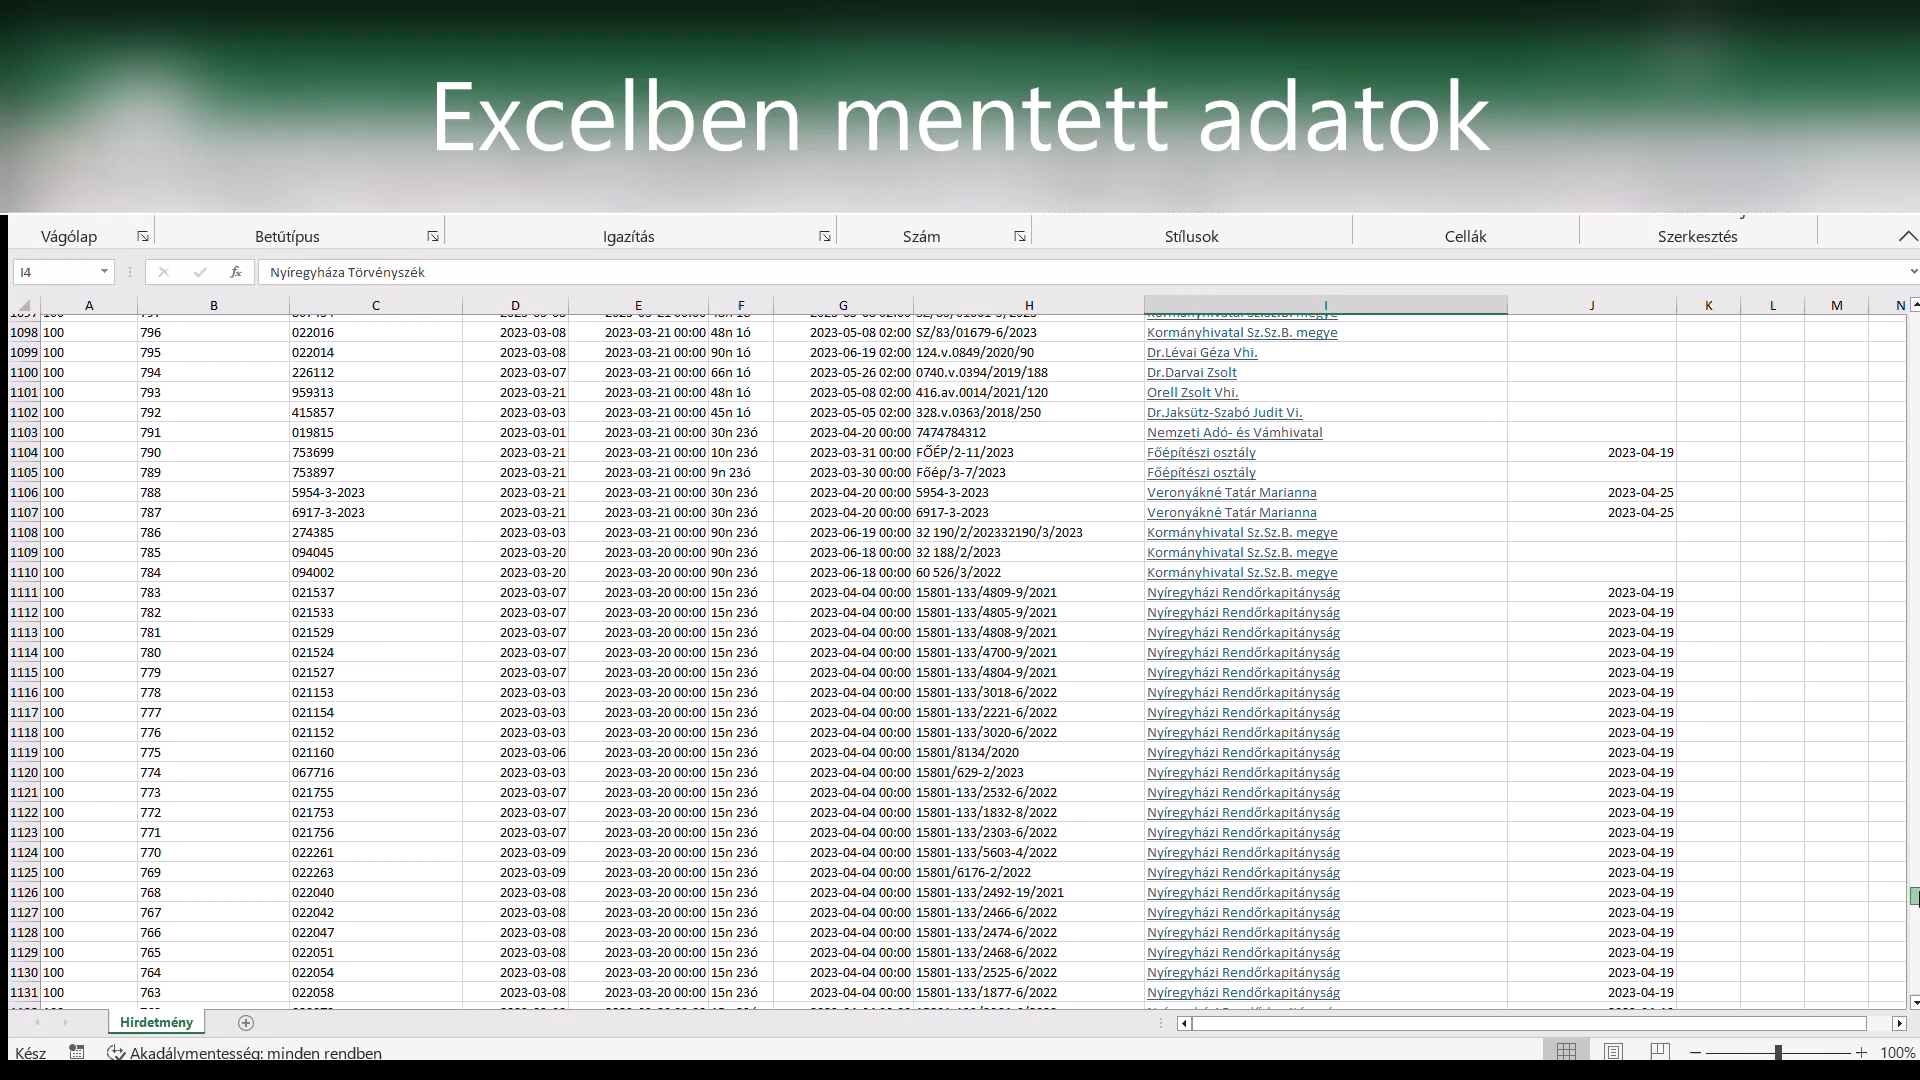 Excelben mentett adatok
Vágólap Betűtípus Igazítás Szám Stílusok Cellák Szerkesztés
I4 fx Nyíregyháza Törvényszék
A B C D E F G H I J K L M N
1098 100 796 022016 2023-03-08 2023-03-21 00:00 48n 1ó 2023-05-08 02:00 SZ/83/01679-6/2023 Kormányhivatal Sz.Sz.B. megye
1099 100 795 022014 2023-03-08 2023-03-21 00:00 90n 1ó 2023-06-19 02:00 124.v.0849/2020/90 Dr.Lévai Géza Vhi.
1100 100 794 226112 2023-03-07 2023-03-21 00:00 66n 1ó 2023-05-26 02:00 0740.v.0394/2019/188 Dr.Darvai Zsolt
1101 100 793 959313 2023-03-21 2023-03-21 00:00 48n 1ó 2023-05-08 02:00 416.av.0014/2021/120 Orell Zsolt Vhi.
1102 100 792 415857 2023-03-03 2023-03-21 00:00 45n 1ó 2023-05-05 02:00 328.v.0363/2018/250 Dr.Jaksütz-Szabó Judit Vi.
1103 100 791 019815 2023-03-01 2023-03-21 00:00 30n 23ó 2023-04-20 00:00 7474784312 Nemzeti Adó- és Vámhivatal
1104 100 790 753699 2023-03-21 2023-03-21 00:00 10n 23ó 2023-03-31 00:00 FŐÉP/2-11/2023 Főépítészi osztály 2023-04-19
1105 100 789 753897 2023-03-21 2023-03-21 00:00 9n 23ó 2023-03-30 00:00 Főép/3-7/2023 Főépítészi osztály
1106 100 788 5954-3-2023 2023-03-21 2023-03-21 00:00 30n 23ó 2023-04-20 00:00 5954-3-2023 Veronyákné Tatár Marianna 2023-04-25
1107 100 787 6917-3-2023 2023-03-21 2023-03-21 00:00 30n 23ó 2023-04-20 00:00 6917-3-2023 Veronyákné Tatár Marianna 2023-04-25
1108 100 786 274385 2023-03-03 2023-03-21 00:00 90n 23ó 2023-06-19 00:00 32 190/2/202332190/3/2023 Kormányhivatal Sz.Sz.B. megye
1109 100 785 094045 2023-03-20 2023-03-20 00:00 90n 23ó 2023-06-18 00:00 32 188/2/2023 Kormányhivatal Sz.Sz.B. megye
1110 100 784 094002 2023-03-20 2023-03-20 00:00 90n 23ó 2023-06-18 00:00 60 526/3/2022 Kormányhivatal Sz.Sz.B. megye
1111 100 783 021537 2023-03-07 2023-03-20 00:00 15n 23ó 2023-04-04 00:00 15801-133/4809-9/2021 Nyíregyházi Rendőrkapitányság 2023-04-19
1112 100 782 021533 2023-03-07 2023-03-20 00:00 15n 23ó 2023-04-04 00:00 15801-133/4805-9/2021 Nyíregyházi Rendőrkapitányság 2023-04-19
1113 100 781 021529 2023-03-07 2023-03-20 00:00 15n 23ó 2023-04-04 00:00 15801-133/4808-9/2021 Nyíregyházi Rendőrkapitányság 2023-04-19
1114 100 780 021524 2023-03-07 2023-03-20 00:00 15n 23ó 2023-04-04 00:00 15801-133/4700-9/2021 Nyíregyházi Rendőrkapitányság 2023-04-19
1115 100 779 021527 2023-03-07 2023-03-20 00:00 15n 23ó 2023-04-04 00:00 15801-133/4804-9/2021 Nyíregyházi Rendőrkapitányság 2023-04-19
1116 100 778 021153 2023-03-03 2023-03-20 00:00 15n 23ó 2023-04-04 00:00 15801-133/3018-6/2022 Nyíregyházi Rendőrkapitányság 2023-04-19
1117 100 777 021154 2023-03-03 2023-03-20 00:00 15n 23ó 2023-04-04 00:00 15801-133/2221-6/2022 Nyíregyházi Rendőrkapitányság 2023-04-19
1118 100 776 021152 2023-03-03 2023-03-20 00:00 15n 23ó 2023-04-04 00:00 15801-133/3020-6/2022 Nyíregyházi Rendőrkapitányság 2023-04-19
1119 100 775 021160 2023-03-06 2023-03-20 00:00 15n 23ó 2023-04-04 00:00 15801/8134/2020 Nyíregyházi Rendőrkapitányság 2023-04-19
1120 100 774 067716 2023-03-03 2023-03-20 00:00 15n 23ó 2023-04-04 00:00 15801/629-2/2023 Nyíregyházi Rendőrkapitányság 2023-04-19
1121 100 773 021755 2023-03-07 2023-03-20 00:00 15n 23ó 2023-04-04 00:00 15801-133/2532-6/2022 Nyíregyházi Rendőrkapitányság 2023-04-19
1122 100 772 021753 2023-03-07 2023-03-20 00:00 15n 23ó 2023-04-04 00:00 15801-133/1832-8/2022 Nyíregyházi Rendőrkapitányság 2023-04-19
1123 100 771 021756 2023-03-07 2023-03-20 00:00 15n 23ó 2023-04-04 00:00 15801-133/2303-6/2022 Nyíregyházi Rendőrkapitányság 2023-04-19
1124 100 770 022261 2023-03-09 2023-03-20 00:00 15n 23ó 2023-04-04 00:00 15801-133/5603-4/2022 Nyíregyházi Rendőrkapitányság 2023-04-19
1125 100 769 022263 2023-03-09 2023-03-20 00:00 15n 23ó 2023-04-04 00:00 15801/6176-2/2022 Nyíregyházi Rendőrkapitányság 2023-04-19
1126 100 768 022040 2023-03-08 2023-03-20 00:00 15n 23ó 2023-04-04 00:00 15801-133/2492-19/2021 Nyíregyházi Rendőrkapitányság 2023-04-19
1127 100 767 022042 2023-03-08 2023-03-20 00:00 15n 23ó 2023-04-04 00:00 15801-133/2466-6/2022 Nyíregyházi Rendőrkapitányság 2023-04-19
1128 100 766 022047 2023-03-08 2023-03-20 00:00 15n 23ó 2023-04-04 00:00 15801-133/2474-6/2022 Nyíregyházi Rendőrkapitányság 2023-04-19
1129 100 765 022051 2023-03-08 2023-03-20 00:00 15n 23ó 2023-04-04 00:00 15801-133/2468-6/2022 Nyíregyházi Rendőrkapitányság 2023-04-19
1130 100 764 022054 2023-03-08 2023-03-20 00:00 15n 23ó 2023-04-04 00:00 15801-133/2525-6/2022 Nyíregyházi Rendőrkapitányság 2023-04-19
1131 100 763 022058 2023-03-08 2023-03-20 00:00 15n 23ó 2023-04-04 00:00 15801-133/1877-6/2022 Nyíregyházi Rendőrkapitányság 2023-04-19
Hirdetmény
Kész Akadálymentesség: minden rendben 100%